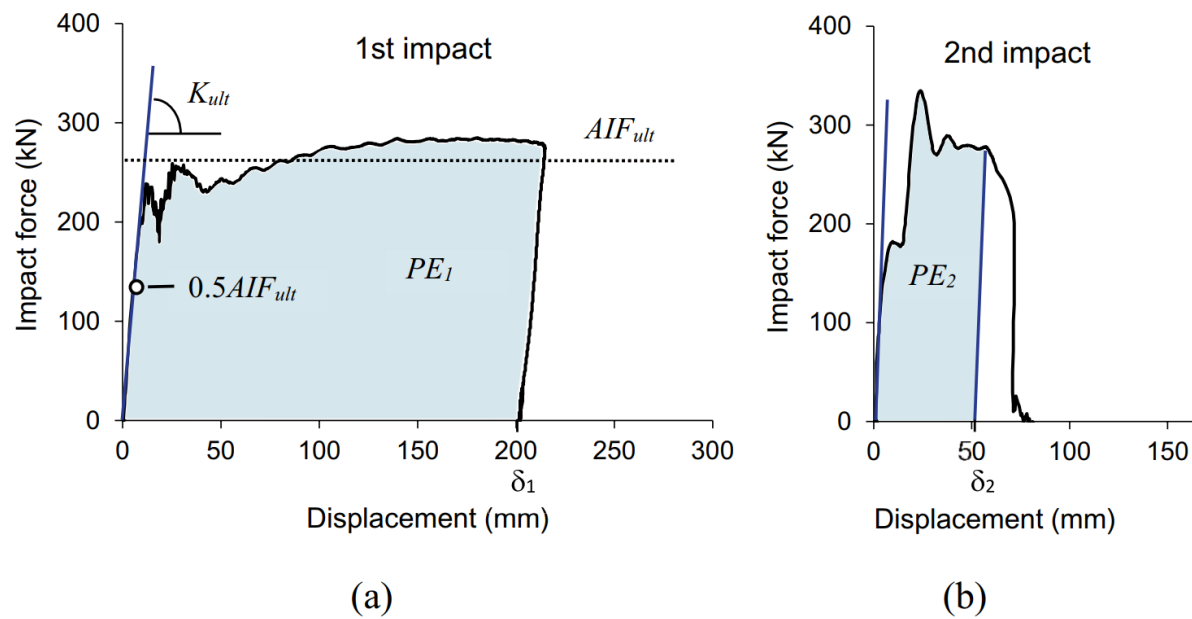 1st impact
400
300
200
100
0
Impact force (kN)
K_ult
AIF_ult
0.5AIF_ult
PE_1
0 50 100 150 200 250 300
δ1
Displacement (mm)
(a)
2nd impact
400
300
200
100
0
Impact force (kN)
PE_2
0 50 100 150
δ2
Displacement (mm)
(b)